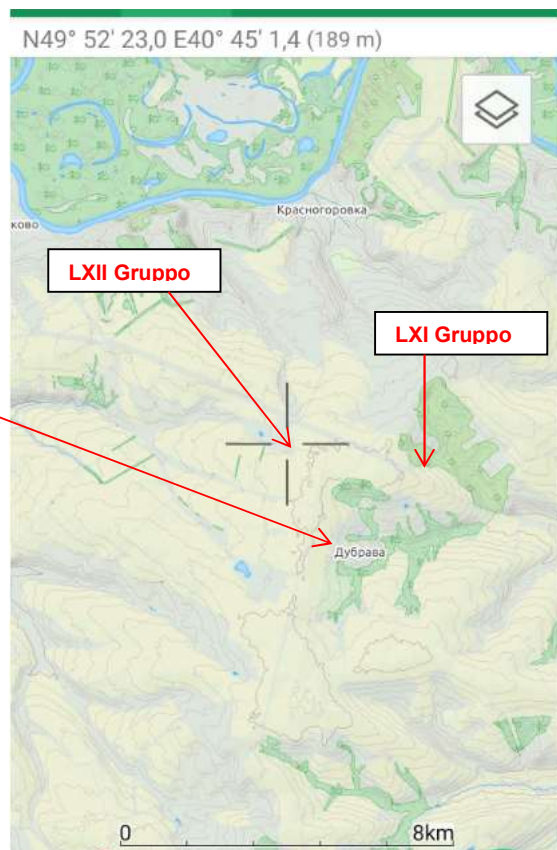 N49° 52' 23,0 E40° 45' 1,4 (189 m)
Красногоровка
ково
LXII Gruppo
LXI Gruppo
Дубрава
0 8km